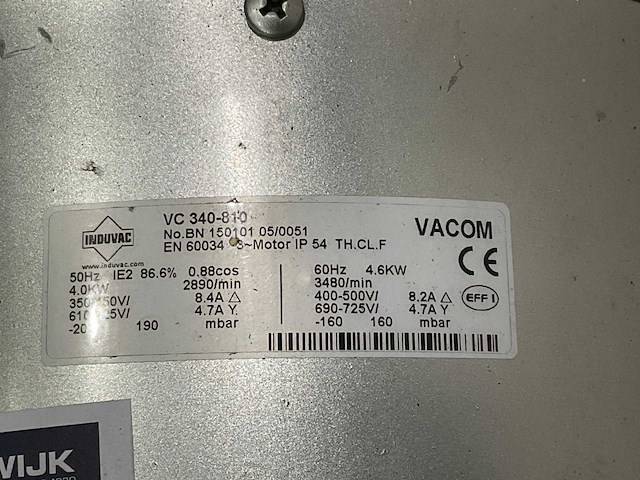 INDUVAC
www.induvac.com
VC 340-810
No.BN 150101 05/0051
EN 60034 3~Motor IP 54 TH.CL.F
VACOM
CE
50Hz IE2 86.6% 0.88cos
4.0KW 2890/min
8.4A △
4.7A Y
190 mbar
60Hz 4.6KW
3480/min
400-500V/ 8.2A △
690-725V/ 4.7A Y
-160 160 mbar
EFF I
WIJK